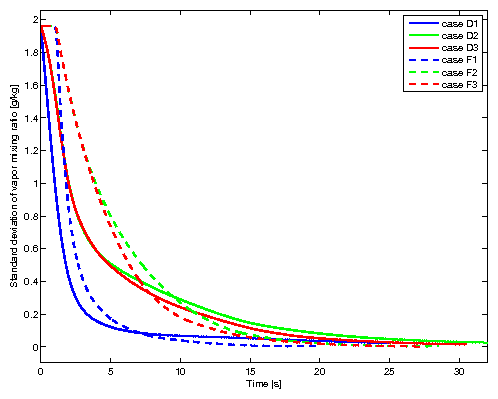 2
1.8
1.6
1.4
1.2
1
0.8
0.6
0.4
0.2
0
Standard deviation of vapor mixing ratio [g/kg]
0 5 10 15 20 25 30
Time [s]
case D1
case D2
case D3
case F1
case F2
case F3